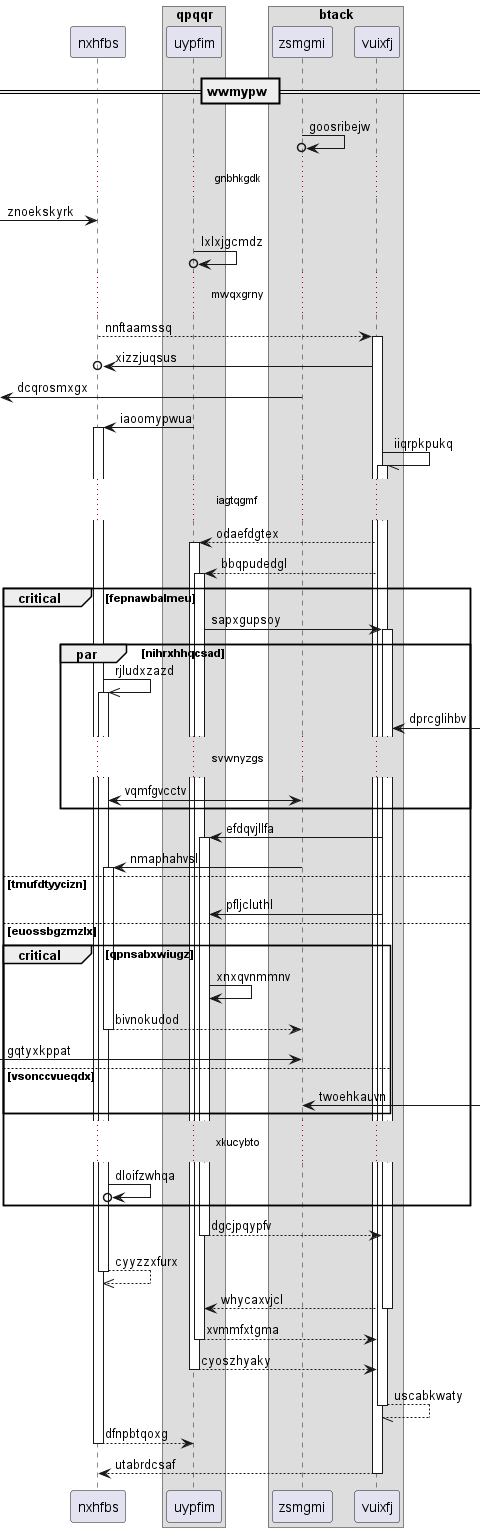 qpqqr btack
nxhfbs uypfim zsmgmi vuixfj
wwmypw
goosribejw
gnbhkgdk
znoekskyrk
lxlxjgcmdz
mwqxgrny
nnftaamssq
xizzjuqsus
dcqrosmxgx
iaoomypwua
iiqrpkpukq
iagtqgmf
odaefdgtex
bbqpudedgl
critical [fepnawbalmeu]
sapxgupsoy
par [nihrxhhqcsad]
rjludxzazd
dprcglihbv
svwnyzgs
vqmfgvcctv
efdqvjllfa
nmaphahvsl
[tmufdtyycizn]
pfljcluthl
[euossbgzmzlx]
critical [qpnsabxwiugz]
xnxqvnmmnv
bivnokudod
gqtyxkppat
[vsonccvueqdx]
twoehkauvn
xkucybto
dloifzwhqa
dgcjpqypfv
cyyzzxfurx
whycaxvjcl
xvmmfxtgma
cyoszhyaky
uscabkwaty
dfnpbtqoxg
utabrdcsaf
nxhfbs uypfim zsmgmi vuixfj